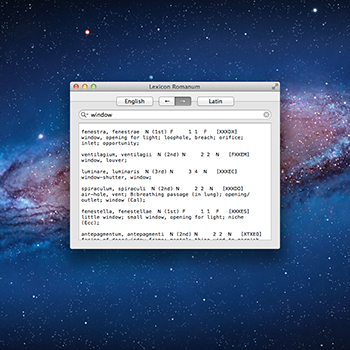 Lexicon Romanum
English ← → Latin
window
fenestra, fenestrae N (1st) F 1 1 F [XXXDX]
window, opening for light; loophole, breach; orifice;
inlet; opportunity;
ventilagium, ventilagii N (2nd) N 2 2 N [FXXEM]
window, louver;
luminare, luminaris N (3rd) N 3 4 N [XXXEC]
window-shutter, window;
spiraculum, spiraculi N (2nd) N 2 2 N [XXXDO]
air-hole, vent; B:breathing passage (in lung); opening/
outlet; window (Cal);
fenestella, fenestellae N (1st) F 1 1 F [XXXES]
little window; small window, opening for light; niche
(Ecc);
antepagmentum, antepagmenti N (2nd) N 2 2 N [XTXEO]